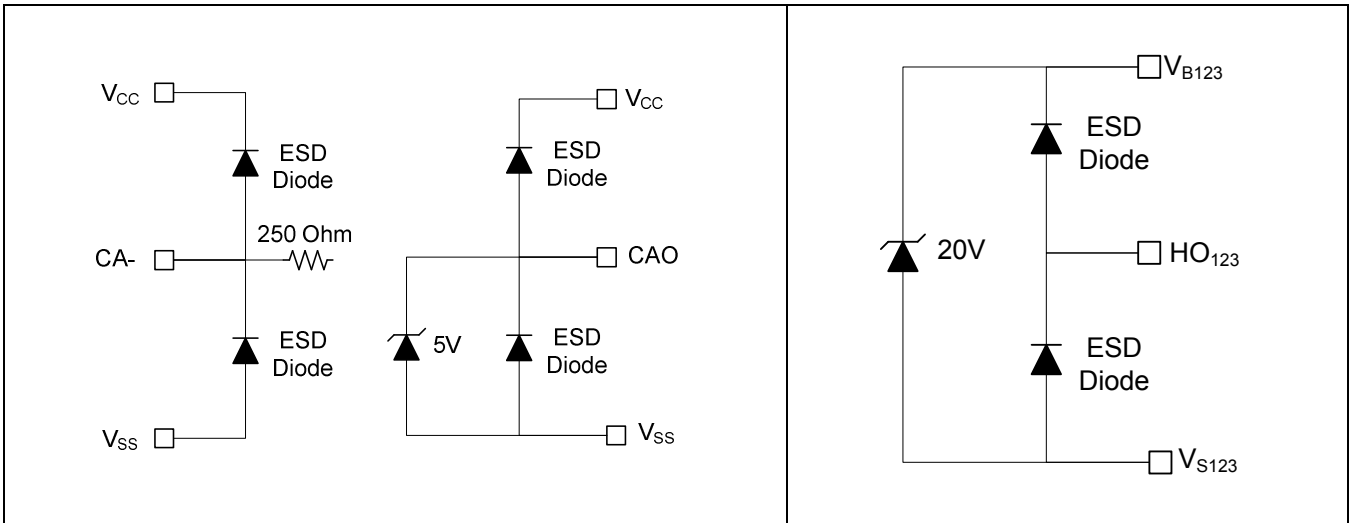 VCC
ESD
Diode
250 Ohm
CA-
ESD
Diode
VSS
VCC
ESD
Diode
CAO
5V
ESD
Diode
VSS
VB123
ESD
Diode
20V
HO123
ESD
Diode
VS123